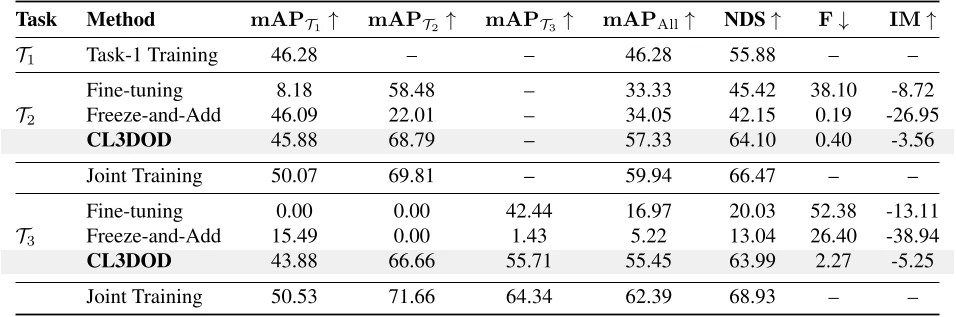 Task Method mAP𝒯₁ ↑ mAP𝒯₂ ↑ mAP𝒯₃ ↑ mAPAll ↑ NDS ↑ F ↓ IM ↑
𝒯₁ Task-1 Training 46.28 – – 46.28 55.88 – –
Fine-tuning 8.18 58.48 – 33.33 45.42 38.10 -8.72
𝒯₂ Freeze-and-Add 46.09 22.01 – 34.05 42.15 0.19 -26.95
CL3DOD 45.88 68.79 – 57.33 64.10 0.40 -3.56
Joint Training 50.07 69.81 – 59.94 66.47 – –
Fine-tuning 0.00 0.00 42.44 16.97 20.03 52.38 -13.11
𝒯₃ Freeze-and-Add 15.49 0.00 1.43 5.22 13.04 26.40 -38.94
CL3DOD 43.88 66.66 55.71 55.45 63.99 2.27 -5.25
Joint Training 50.53 71.66 64.34 62.39 68.93 – –